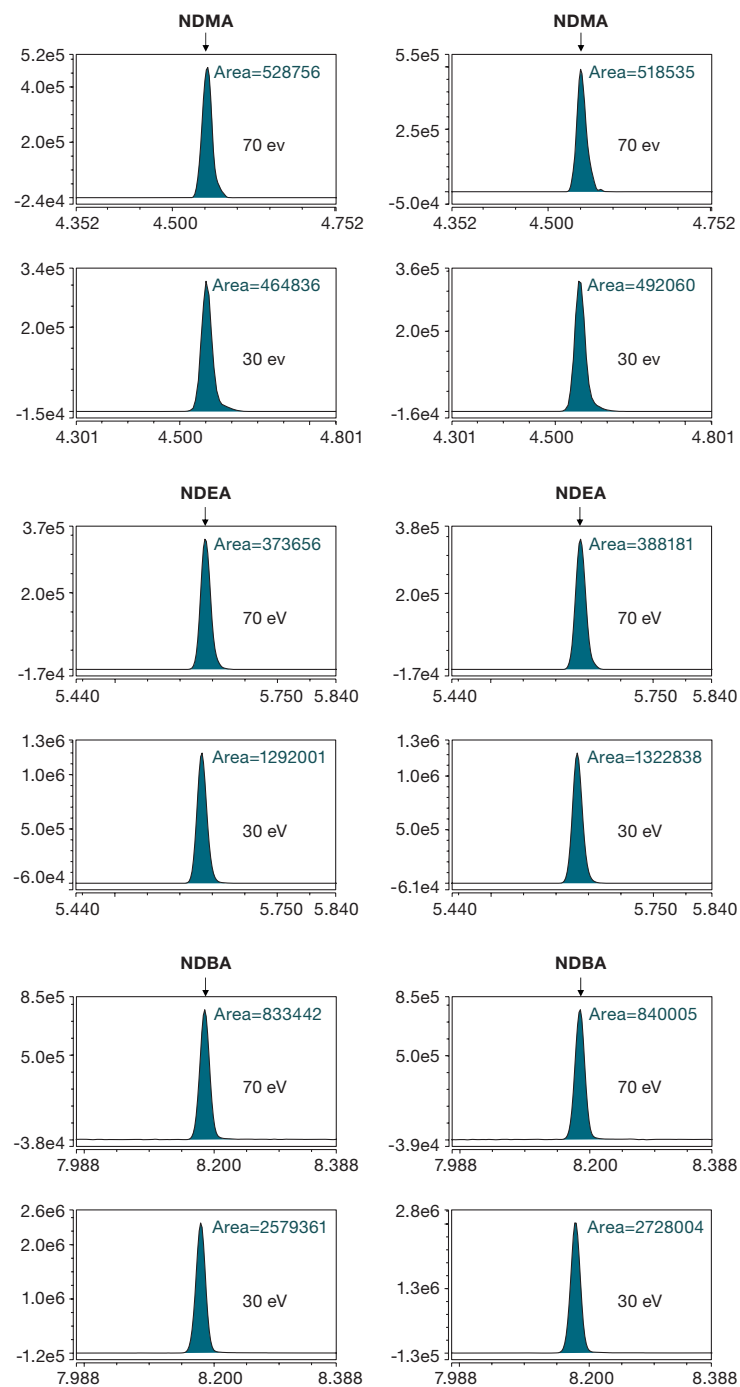 NDMA
5.2e5
Area=528756
4.0e5
70 ev
2.0e5
-2.4e4
4.352 4.500 4.752
NDMA
5.5e5
Area=518535
70 ev
2.5e5
-5.0e4
4.352 4.500 4.752
3.4e5
Area=464836
2.0e5
30 ev
-1.5e4
4.301 4.500 4.801
3.6e5
Area=492060
2.0e5
30 ev
-1.6e4
4.301 4.500 4.801
NDEA
3.7e5
Area=373656
2.0e5
70 eV
-1.7e4
5.440 5.750 5.840
NDEA
3.8e5
Area=388181
2.0e5
70 eV
-1.7e4
5.440 5.750 5.840
1.3e6
Area=1292001
1.0e6
5.0e5
30 eV
-6.0e4
5.440 5.750 5.840
1.3e6
Area=1322838
1.0e6
5.0e5
30 eV
-6.1e4
5.440 5.750 5.840
NDBA
8.5e5
Area=833442
5.0e5
70 eV
-3.8e4
7.988 8.200 8.388
NDBA
8.5e5
Area=840005
5.0e5
70 eV
-3.9e4
7.988 8.200 8.388
2.6e6
Area=2579361
2.0e6
1.0e6
30 eV
-1.2e5
7.988 8.200 8.388
2.8e6
Area=2728004
1.3e6
30 eV
-1.3e5
7.988 8.200 8.388